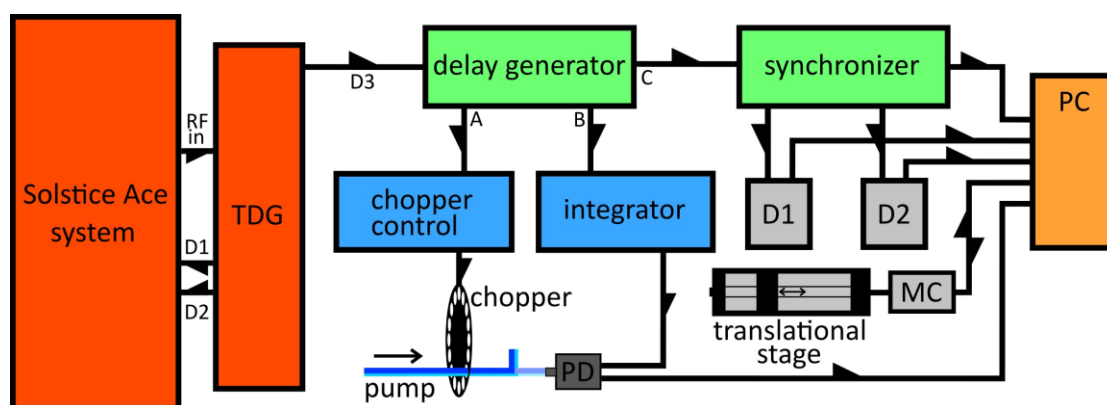 Solstice Ace
system
RF
in
D1
D2
TDG
D3
delay generator
A
B
C
synchronizer
PC
chopper
control
integrator
D1
D2
chopper
pump
PD
translational
stage
MC